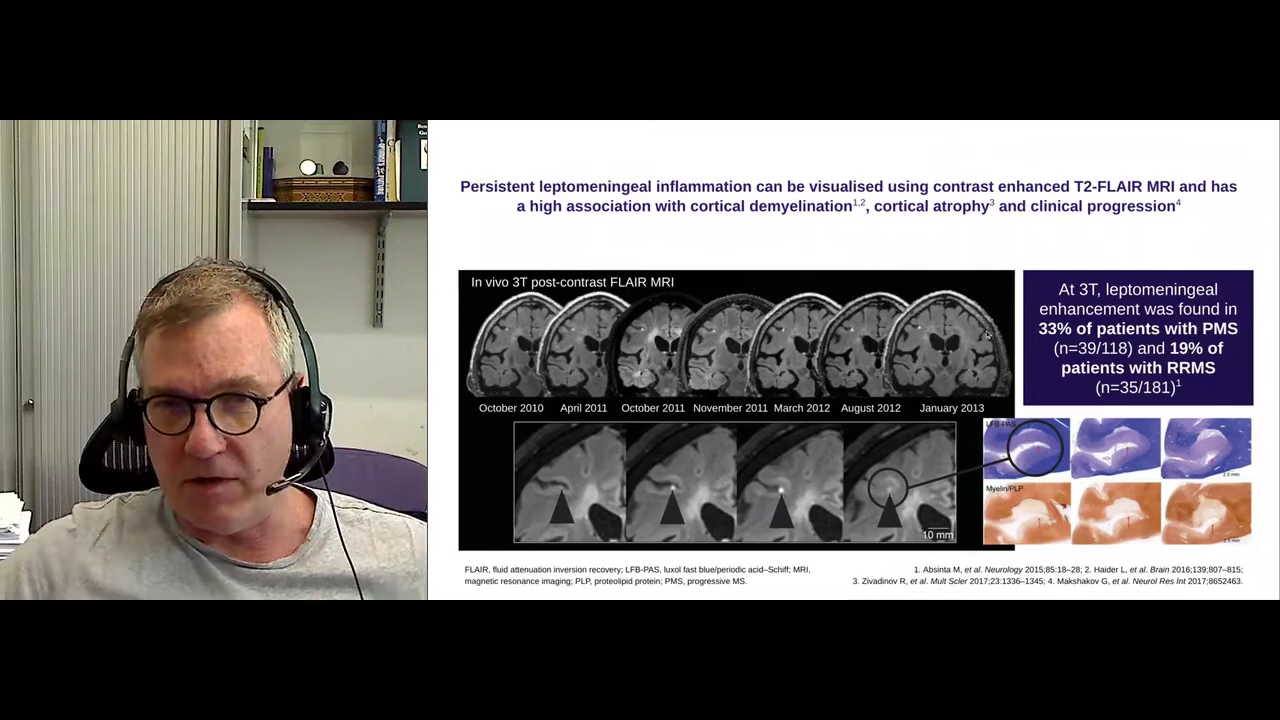 Persistent leptomeningeal inflammation can be visualised using contrast enhanced T2-FLAIR MRI and has
a high association with cortical demyelination1,2, cortical atrophy3 and clinical progression4
In vivo 3T post-contrast FLAIR MRI
October 2010 April 2011 October 2011 November 2011 March 2012 August 2012 January 2013
10 mm
At 3T, leptomeningeal
enhancement was found in
33% of patients with PMS
(n=39/118) and 19% of
patients with RRMS
(n=35/181)1
LFB-PAS
Myelin/PLP
FLAIR, fluid attenuation inversion recovery; LFB-PAS, luxol fast blue/periodic acid–Schiff; MRI,
magnetic resonance imaging; PLP, proteolipid protein; PMS, progressive MS.
1. Absinta M, et al. Neurology 2015;85:18–28; 2. Haider L, et al. Brain 2016;139;807–815;
3. Zivadinov R, et al. Mult Scler 2017;23:1336–1345; 4. Makshakov G, et al. Neurol Res Int 2017;8652463.